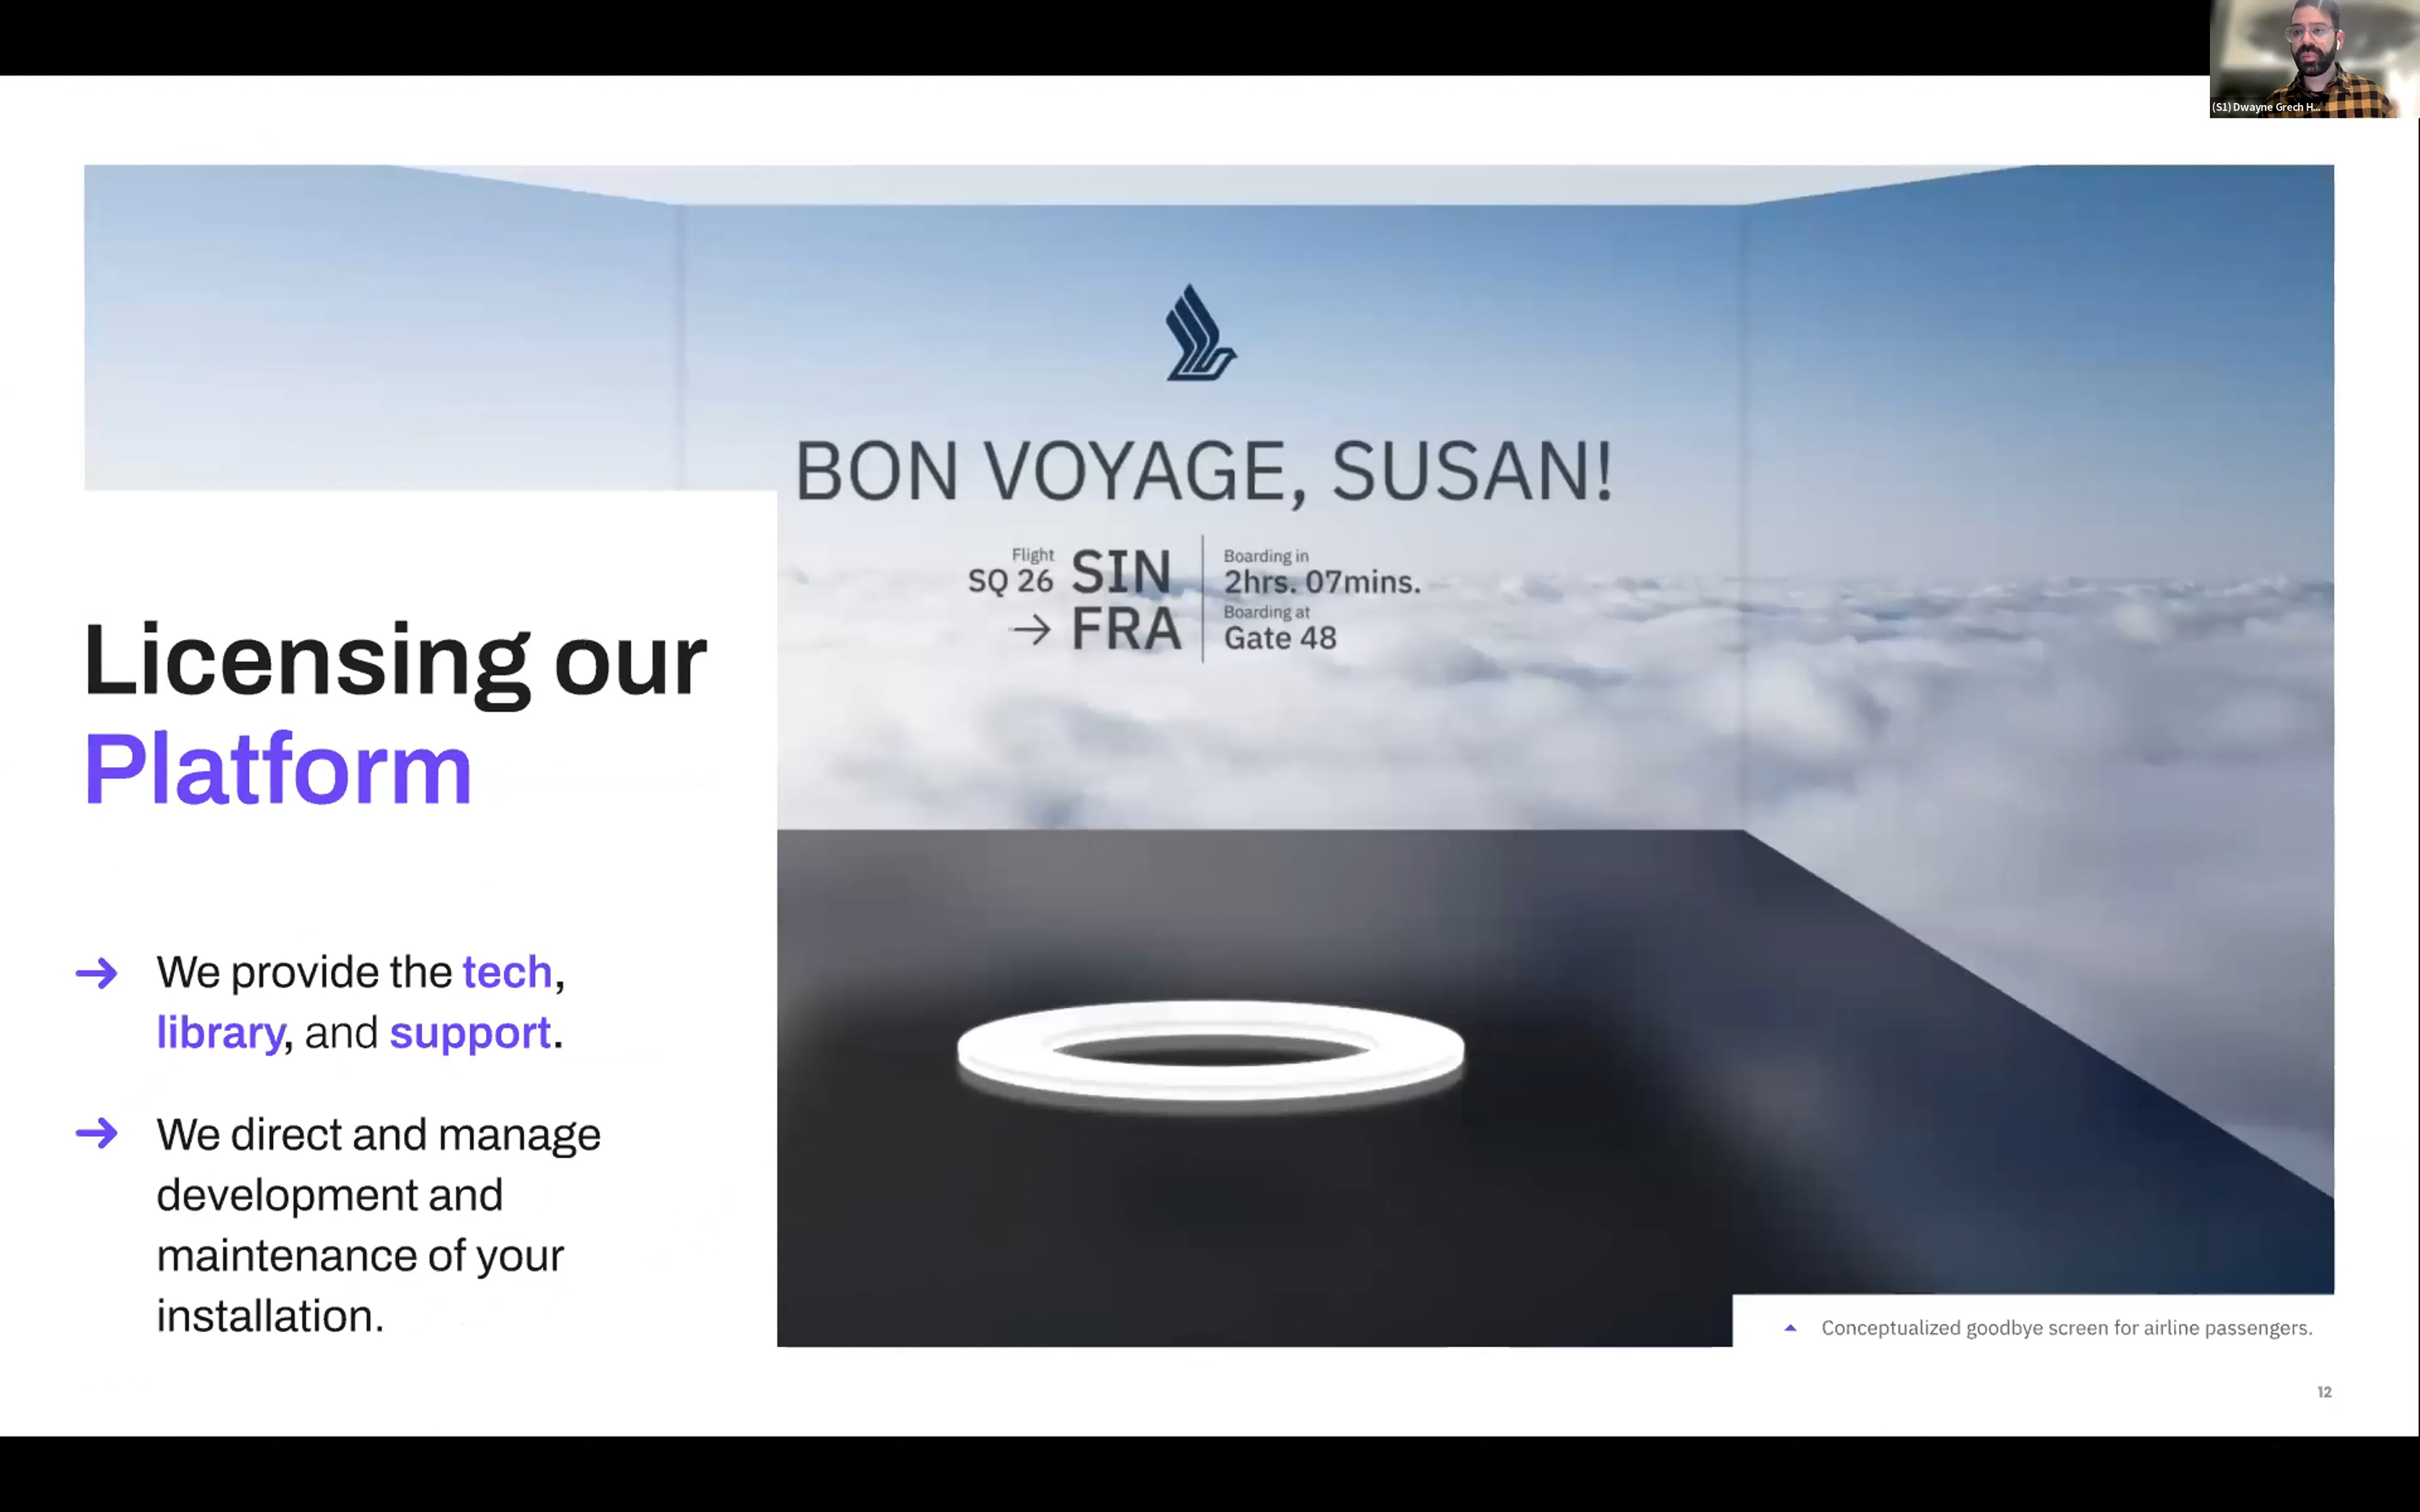 (S1) Dwayne Grech H...
BON VOYAGE, SUSAN!
Flight
SQ 26
SIN
→ FRA
Boarding in
2hrs. 07mins.
Boarding at
Gate 48
Licensing our
Platform
→ We provide the tech,
library, and support.
→ We direct and manage
development and
maintenance of your
installation.
Conceptualized goodbye screen for airline passengers.
12